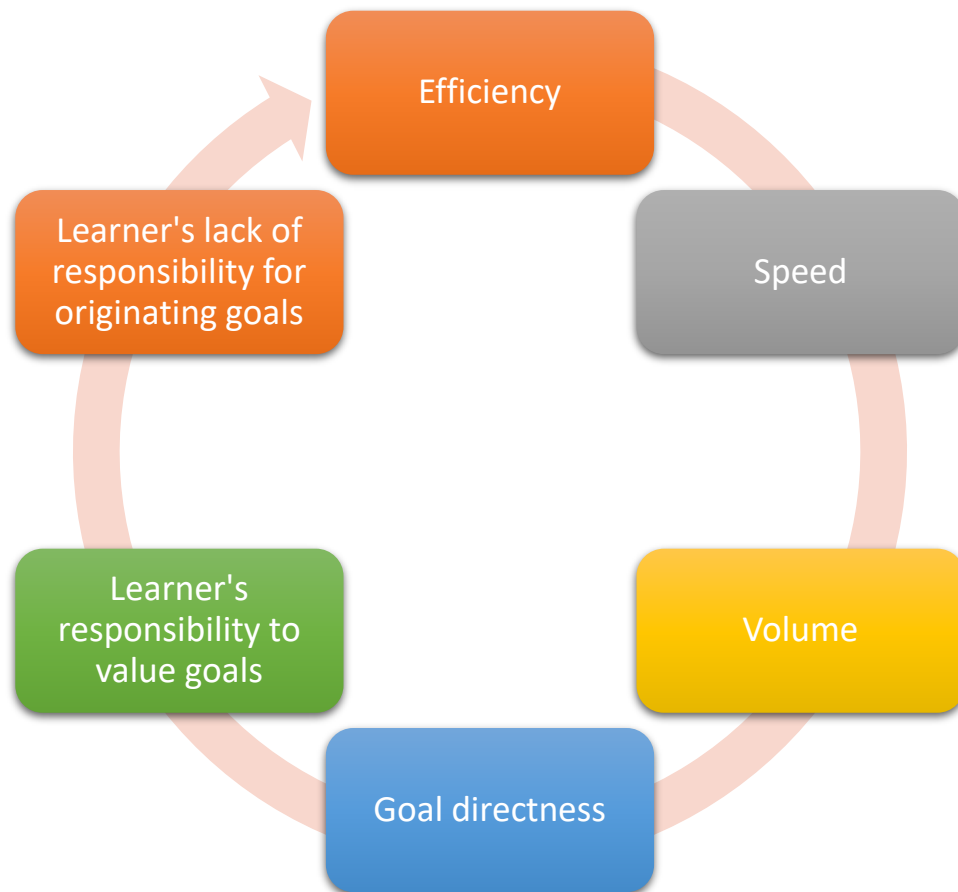 Efficiency
Speed
Volume
Goal directness
Learner's
responsibility to
value goals
Learner's lack of
responsibility for
originating goals